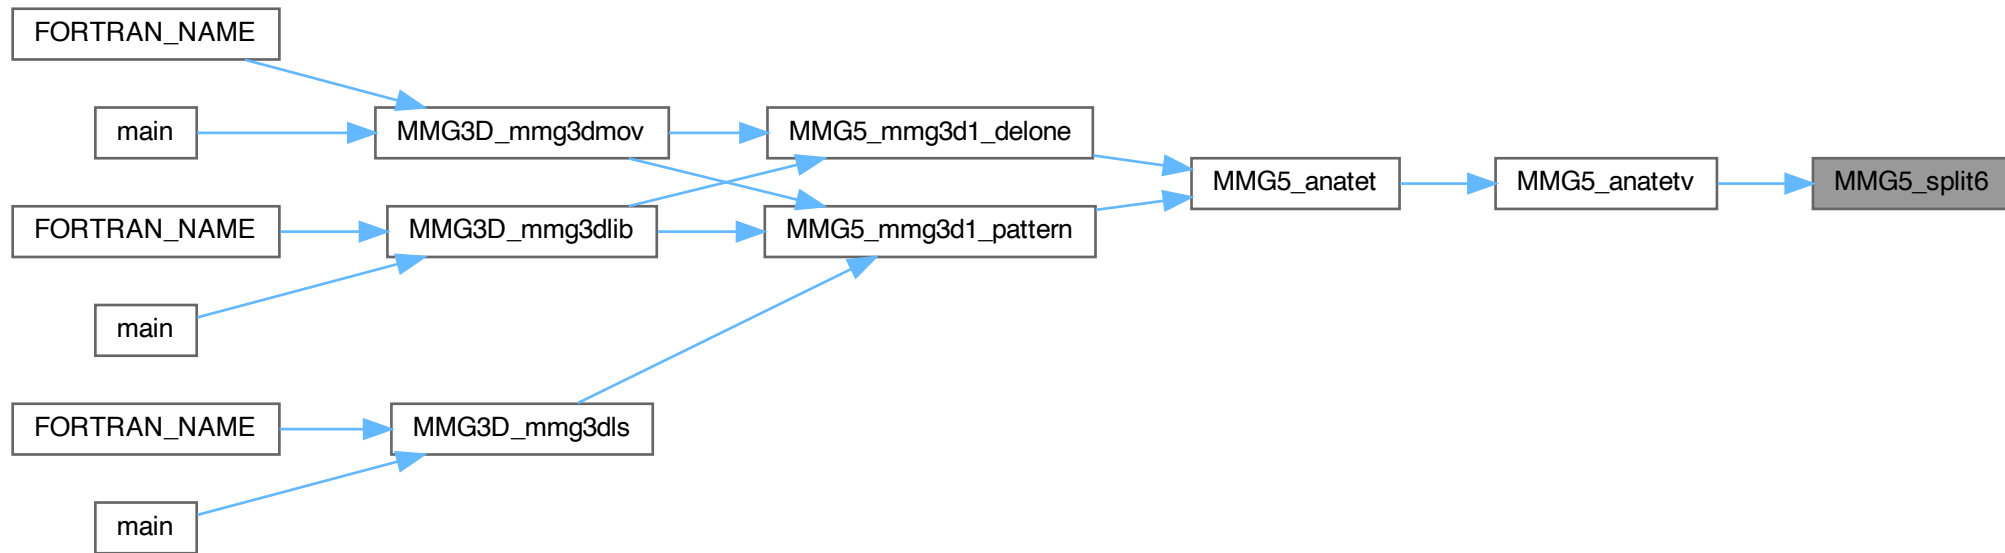 FORTRAN_NAME
main
MMG3D_mmg3dmov
MMG5_mmg3d1_delone
MMG5_anatet
MMG5_anatetv
MMG5_split6
FORTRAN_NAME
MMG3D_mmg3dlib
MMG5_mmg3d1_pattern
main
FORTRAN_NAME
MMG3D_mmg3dls
main